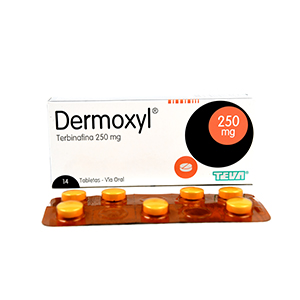 Dermoxyl®
Terbinafina 250 mg
250
mg
14
Tabletas - Vía Oral
TEVA